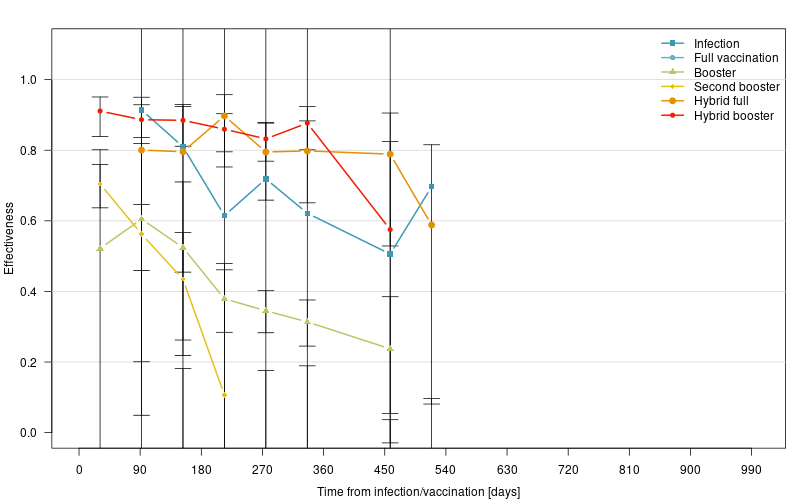 Infection
Full vaccination
Booster
Second booster
Hybrid full
Hybrid booster
1.0
0.8
0.6
0.4
0.2
0.0
Effectiveness
0 90 180 270 360 450 540 630 720 810 900 990
Time from infection/vaccination [days]